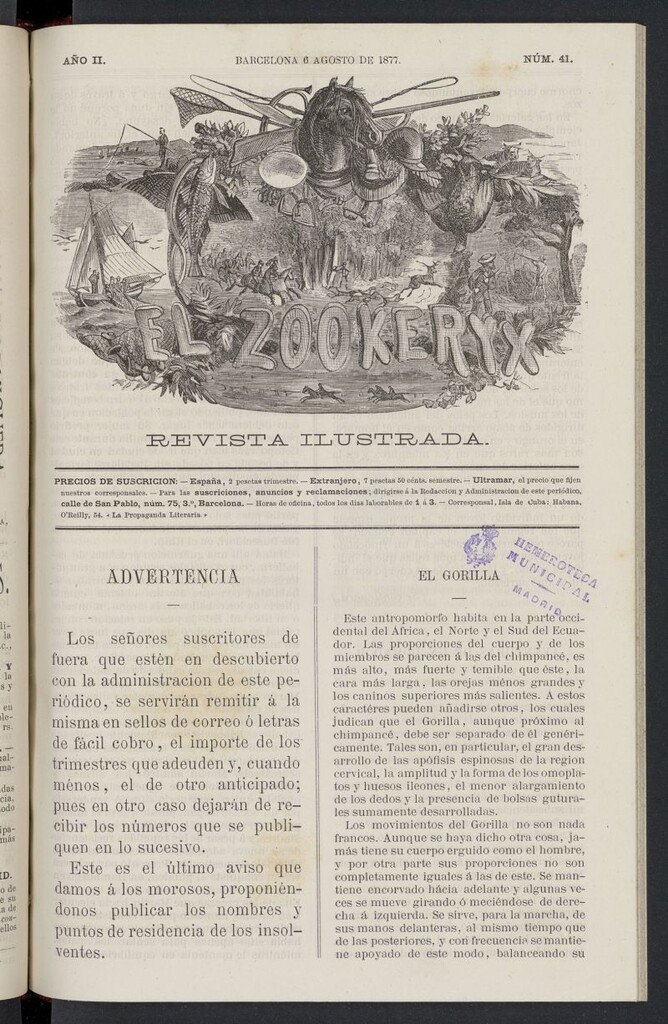 AÑO II.
BARCELONA 6 AGOSTO DE 1877.
NÚM. 41.
EL ZOOKERYX
REVISTA ILUSTRADA.
PRECIOS DE SUSCRICION: — España, 2 pesetas trimestre. — Extranjero, 7 pesetas 50 cénts. semestre. — Ultramar, el precio que fijen
nuestros corresponsales. — Para las suscriciones, anuncios y reclamaciones; dirigirse á la Redaccion y Administracion de este periódico,
calle de San Pablo, núm. 75, 3.º, Barcelona. — Horas de oficina, todos los dias laborables de 1 á 3. — Corresponsal, Isla de Cuba: Habana,
O'Reilly, 54. «La Propaganda Literaria»
ADVERTENCIA
Los señores suscritores de
fuera que estén en descubierto
con la administracion de este pe-
riódico, se servirán remitir á la
misma en sellos de correo ó letras
de fácil cobro, el importe de los
trimestres que adeuden y, cuando
ménos, el de otro anticipado;
pues en otro caso dejarán de re-
cibir los números que se publi-
quen en lo sucesivo.
Este es el último aviso que
damos á los morosos, proponién-
donos publicar los nombres y
puntos de residencia de los insol-
ventes.
HEMEROTECA
MUNICIPAL
MADRID
EL GORILLA
Este antropomorfo habita en la parte occi-
dental del Africa, el Norte y el Sud del Ecua-
dor. Las proporciones del cuerpo y de los
miembros se parecen á las del chimpancé, es
más alto, más fuerte y temible que éste, la
cara más larga, las orejas ménos grandes y
los caninos superiores más salientes. A estos
caractéres pueden añadirse otros, los cuales
judican que el Gorilla, aunque próximo al
chimpancé, debe ser separado de él genéri-
camente. Tales son, en particular, el gran des-
arrollo de las apófisis espinosas de la region
cervical, la amplitud y la forma de los omopla-
tos y huesos ileones, el menor alargamiento
de los dedos y la presencia de bolsas gutura-
les sumamente desarrolladas.
Los movimientos del Gorilla no son nada
francos. Aunque se haya dicho otra cosa, ja-
más tiene su cuerpo erguido como el hombre,
y por otra parte sus proporciones no son
completamente iguales á las de este. Se man-
tiene encorvado hácia adelante y algunas ve-
ces se mueve girando ó meciéndose de dere-
cha á izquierda. Se sirve, para la marcha, de
sus manos delanteras, al mismo tiempo que
de las posteriores, y con frecuencia se mantie-
ne apoyado de este modo, balanceando su